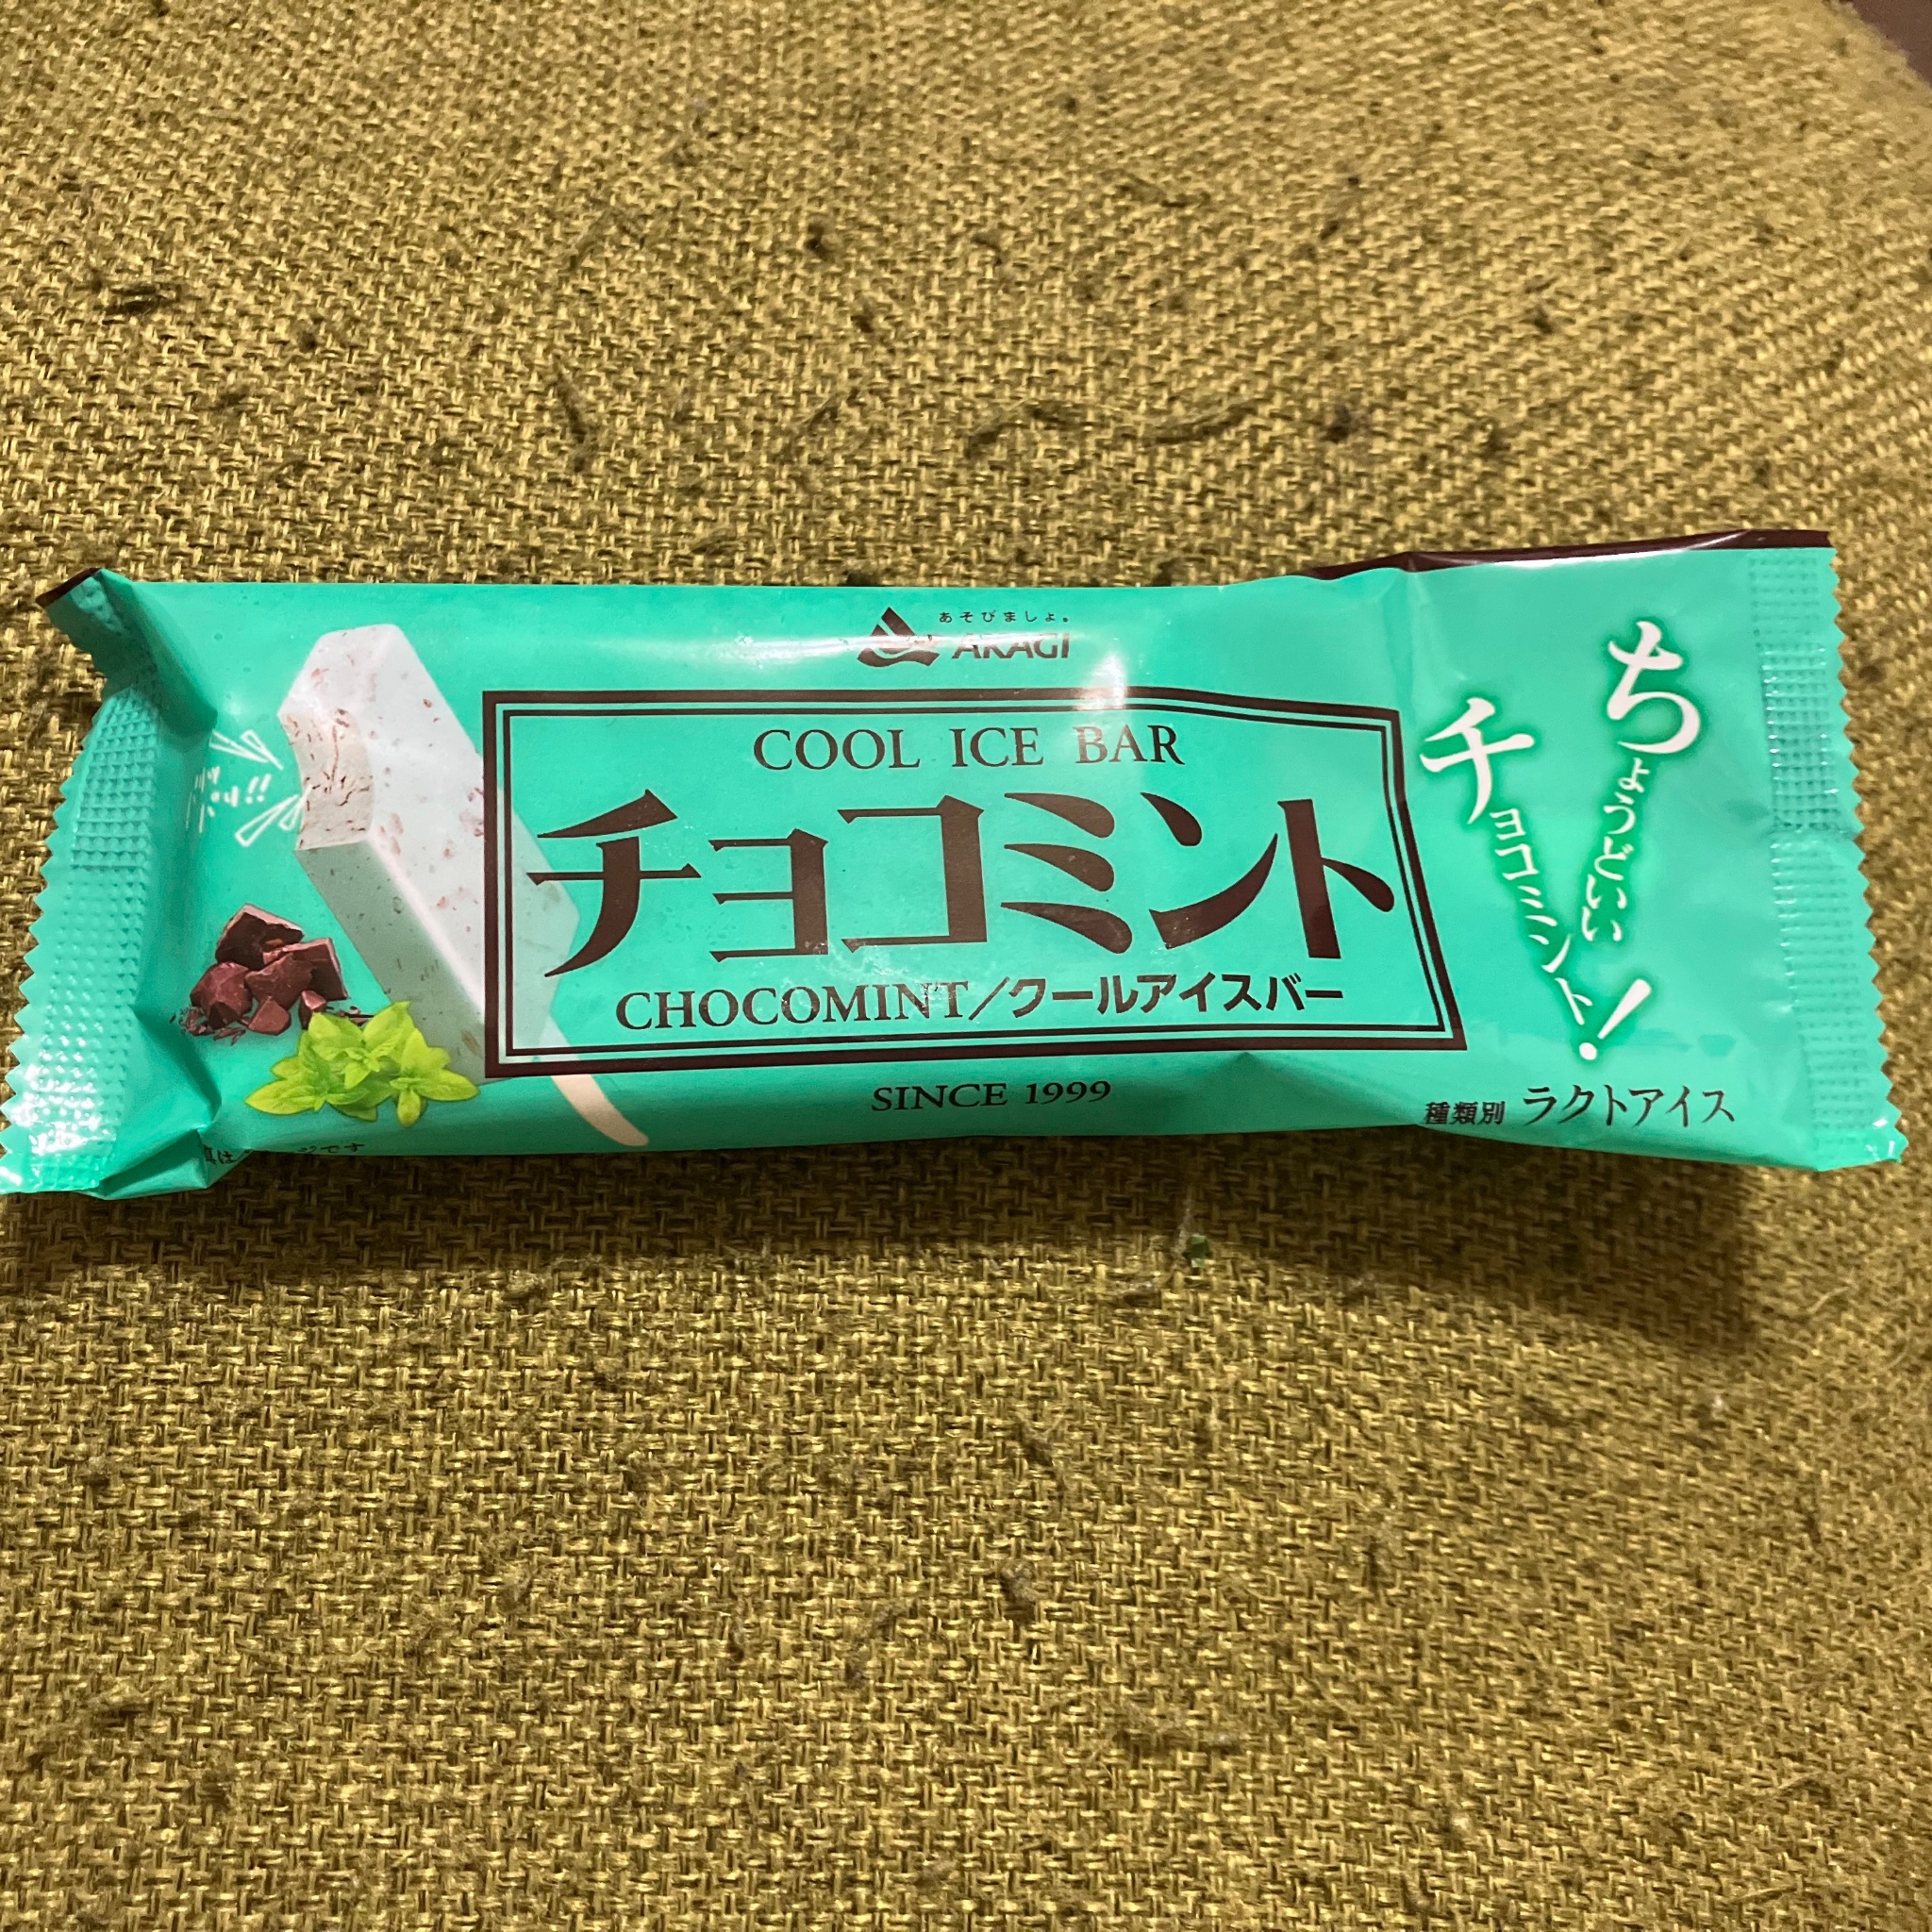 あそびましょ。
AKAGI
COOL ICE BAR
チョコミント
CHOCOMINT／クールアイスバー
SINCE 1999
ちょうどいい
チョコミント！
種類別 ラクトアイス